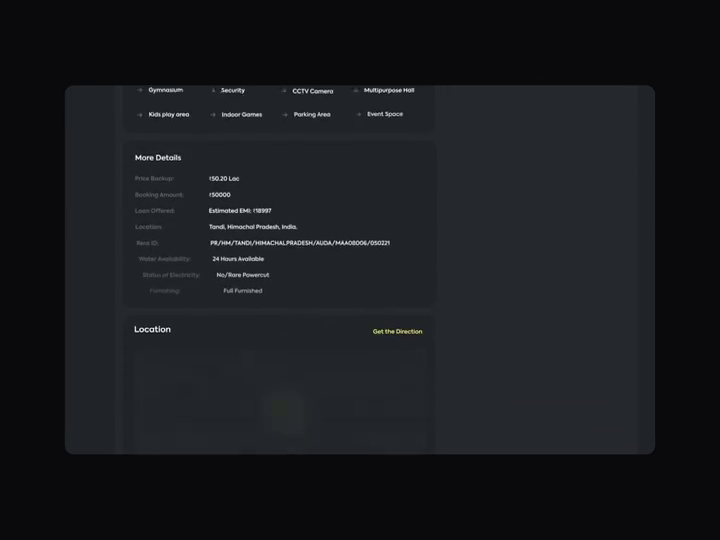 Gymnasium Security CCTV Camera Multipurpose Hall
Kids play area Indoor Games Parking Area Event Space
More Details
Price Backup: ₹50.20 Lac
Booking Amount: ₹50000
Loan Offered: Estimated EMI: ₹18997
Location: Tandi, Himachal Pradesh, India.
Rera ID: PR/HM/TANDI/HIMACHALPRADESH/AUDA/MAA08006/050221
Water Availability: 24 Hours Available
Status of Electricity: No/Rare Powercut
Furnishing: Full Furnished
Location Get the Direction